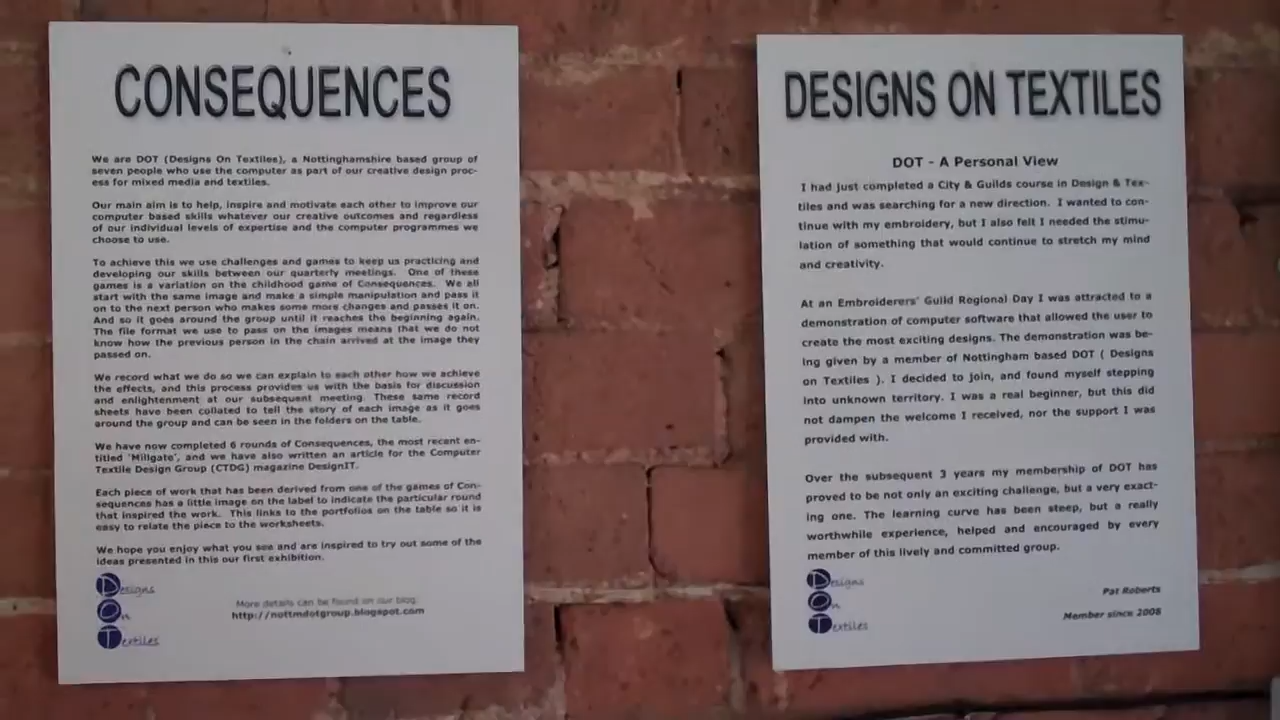 CONSEQUENCES
We are DOT (Designs On Textiles), a Nottinghamshire based group of
seven people who use the computer as part of our creative design proc-
ess for mixed media and textiles.
Our main aim is to help, inspire and motivate each other to improve our
computer based skills whatever our creative outcomes and regardless
of our individual levels of expertise and the computer programmes we
choose to use.
To achieve this we use challenges and games to keep us practicing and
developing our skills between our quarterly meetings. One of these
games is a variation on the childhood game of Consequences. We all
start with the same image and make a simple manipulation and pass it
on to the next person who makes some more changes and passes it on.
And so it goes around the group until it reaches the beginning again.
The file format we use to pass on the images means that we do not
know how the previous person in the chain arrived at the image they
passed on.
We record what we do so we can explain to each other how we achieve
the effects, and this process provides us with the basis for discussion
and enlightenment at our subsequent meeting. These same record
sheets have been collated to tell the story of each image as it goes
around the group and can be seen in the folders on the table.
We have now completed 6 rounds of Consequences, the most recent en-
titled 'Millgate', and we have also written an article for the Computer
Textile Design Group (CTDG) magazine DesignIT.
Each piece of work that has been derived from one of the games of Con-
sequences has a little image on the label to indicate the particular round
that inspired the work. This links to the portfolios on the table so it is
easy to relate the piece to the worksheets.
We hope you enjoy what you see and are inspired to try out some of the
ideas presented in this our first exhibition.
Designs
On
Textiles
More details can be found on our blog:
http://nottmdotgroup.blogspot.com
DESIGNS ON TEXTILES
DOT - A Personal View
I had just completed a City & Guilds course in Design & Tex-
tiles and was searching for a new direction. I wanted to con-
tinue with my embroidery, but I also felt I needed the stimu-
lation of something that would continue to stretch my mind
and creativity.
At an Embroiderers' Guild Regional Day I was attracted to a
demonstration of computer software that allowed the user to
create the most exciting designs. The demonstration was be-
ing given by a member of Nottingham based DOT ( Designs
on Textiles ). I decided to join, and found myself stepping
into unknown territory. I was a real beginner, but this did
not dampen the welcome I received, nor the support I was
provided with.
Over the subsequent 3 years my membership of DOT has
proved to be not only an exciting challenge, but a very exact-
ing one. The learning curve has been steep, but a really
worthwhile experience, helped and encouraged by every
member of this lively and committed group.
Designs
On
Textiles
Pat Roberts
Member since 2008